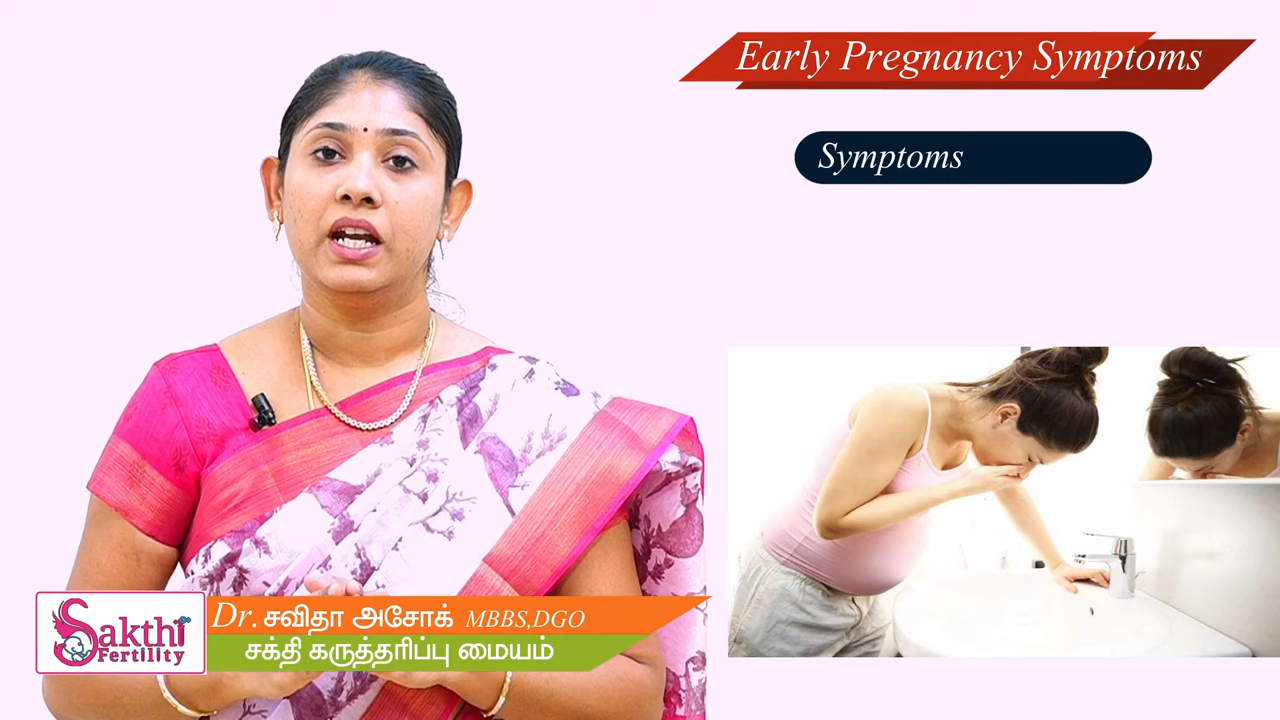 Early Pregnancy Symptoms
Symptoms
Sakthi
Fertility
Dr. சவிதா அசோக் MBBS,DGO
சக்தி கருத்தரிப்பு மையம்